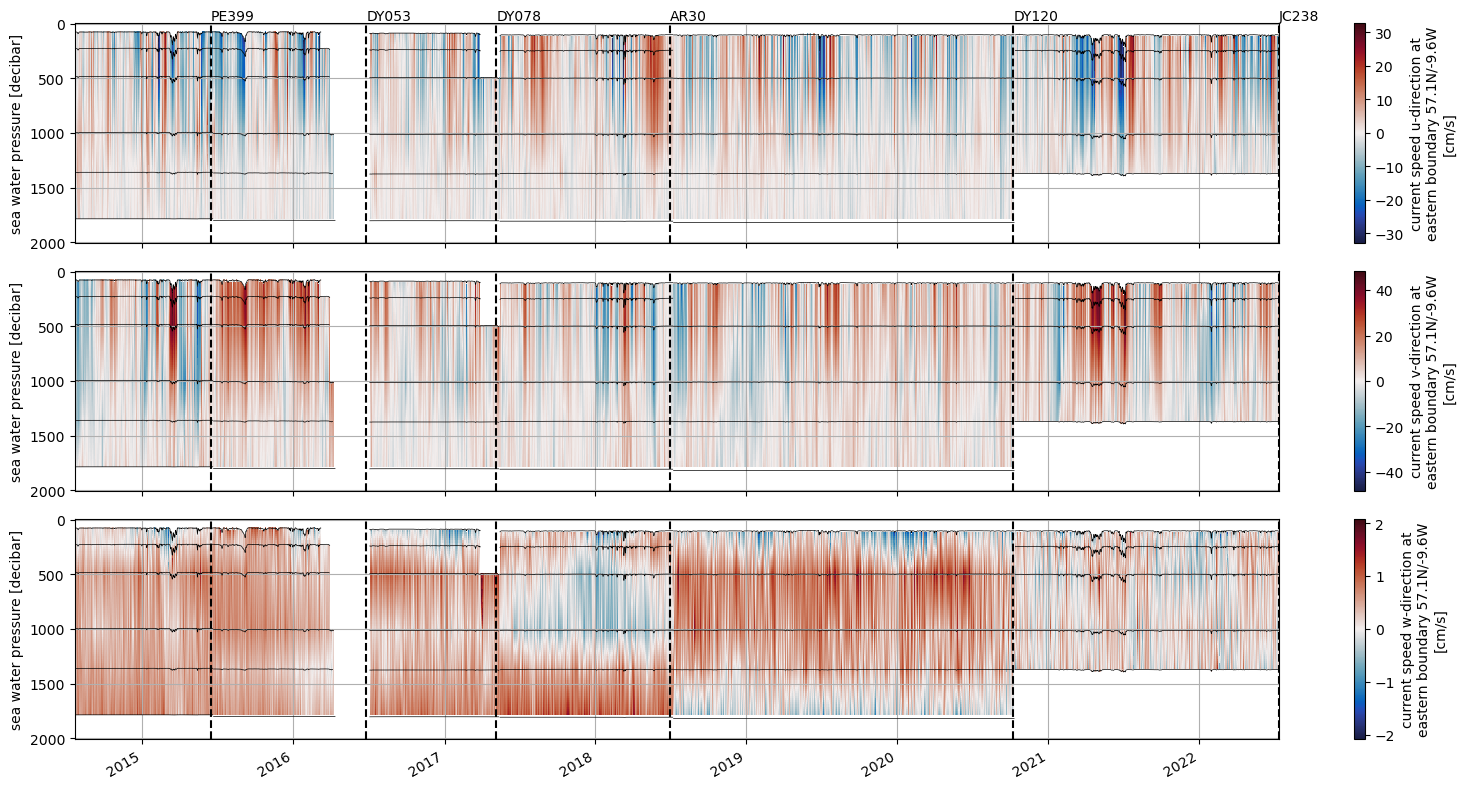 PE399 DY053 DY078 AR30 DY120 JC238
0
500
1000
1500
2000
sea water pressure [decibar]
30
20
10
0
−10
−20
−30
current speed u-direction at
eastern boundary 57.1N/-9.6W
[cm/s]
0
500
1000
1500
2000
sea water pressure [decibar]
40
20
0
−20
−40
current speed v-direction at
eastern boundary 57.1N/-9.6W
[cm/s]
0
500
1000
1500
2000
sea water pressure [decibar]
2015 2016 2017 2018 2019 2020 2021 2022
2
1
0
−1
−2
current speed w-direction at
eastern boundary 57.1N/-9.6W
[cm/s]